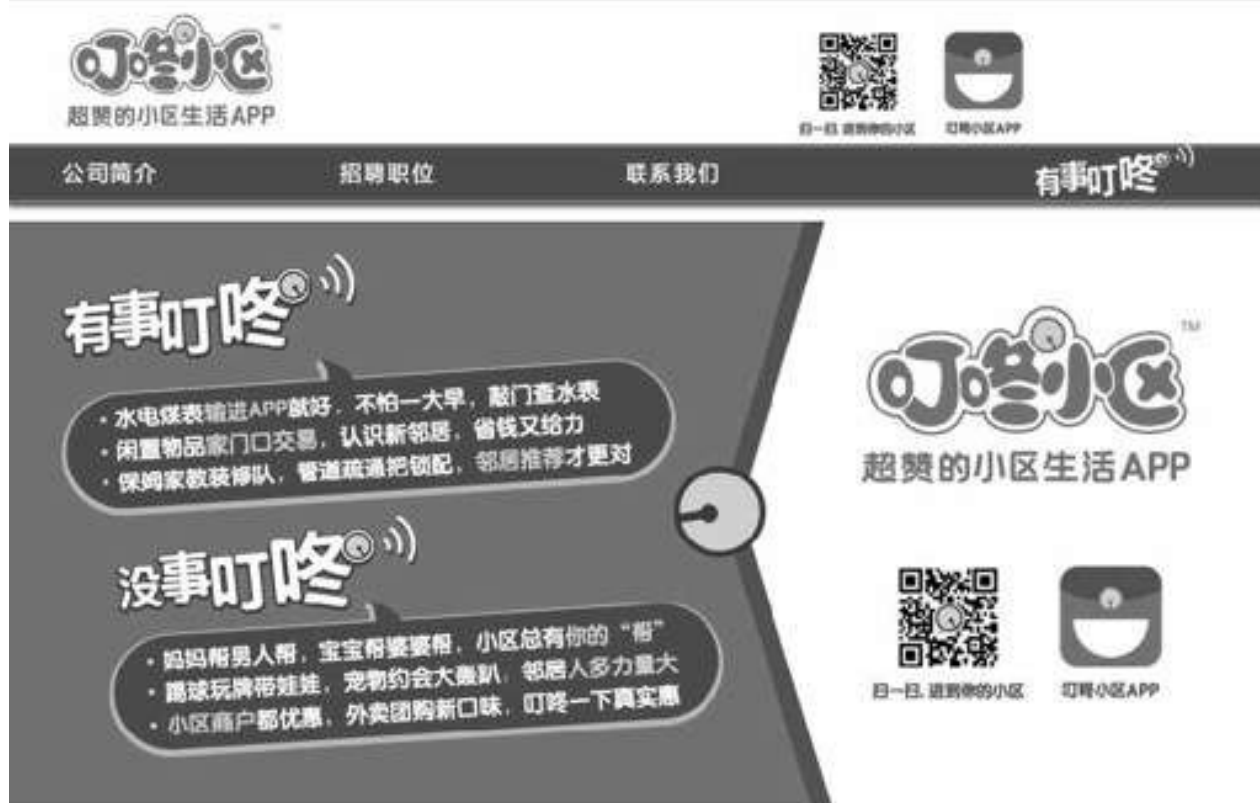 叮咚小区 TM
超赞的小区生活APP
扫一扫,进到你的小区
叮咚小区APP
公司简介
招聘职位
联系我们
有事叮咚
有事叮咚
· 水电煤表输进APP就好,不怕一大早,敲门查水表
· 闲置物品家门口交易,认识新邻居,省钱又给力
· 保姆家教装修队,管道疏通把锁配,邻居推荐才更对
没事叮咚
· 妈妈帮男人帮,宝宝帮婆婆帮,小区总有你的“帮”
· 踢球玩牌带娃娃,宠物约会大轰趴,邻居人多力量大
· 小区商户都优惠,外卖团购新口味,叮咚一下真实惠
叮咚小区 TM
超赞的小区生活APP
扫一扫,进到你的小区
叮咚小区APP